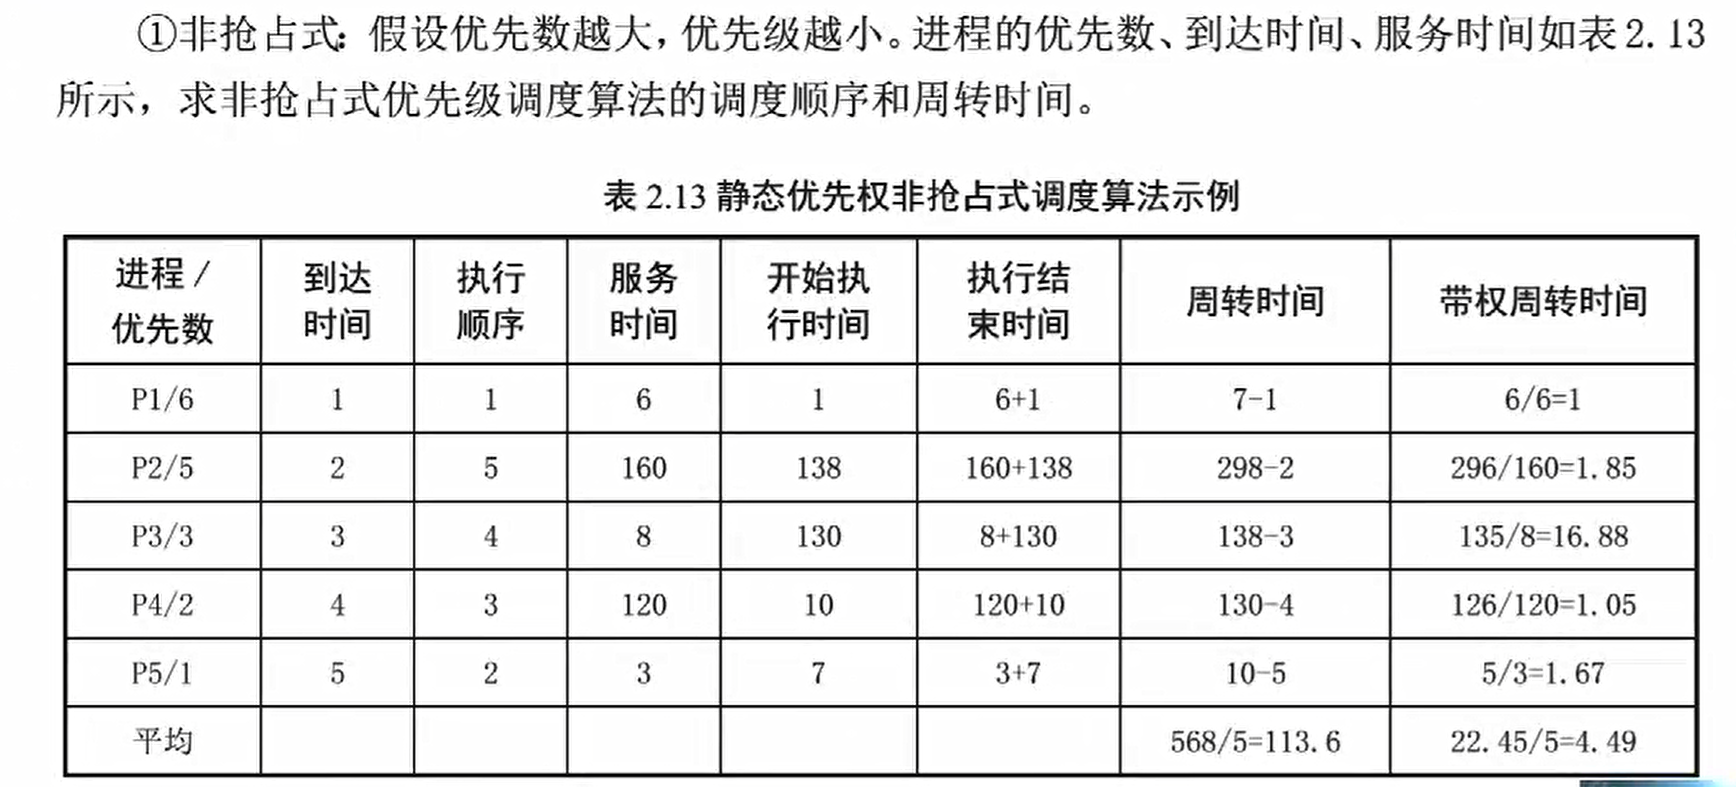 ①非抢占式: 假设优先数越大,优先级越小。进程的优先数、到达时间、服务时间如表2.13
所示,求非抢占式优先级调度算法的调度顺序和周转时间。
表 2.13 静态优先权非抢占式调度算法示例
进程/优先数 到达时间 执行顺序 服务时间 开始执行时间 执行结束时间 周转时间 带权周转时间
P1/6 1 1 6 1 6+1 7-1 6/6=1
P2/5 2 5 160 138 160+138 298-2 296/160=1.85
P3/3 3 4 8 130 8+130 138-3 135/8=16.88
P4/2 4 3 120 10 120+10 130-4 126/120=1.05
P5/1 5 2 3 7 3+7 10-5 5/3=1.67
平均 568/5=113.6 22.45/5=4.49